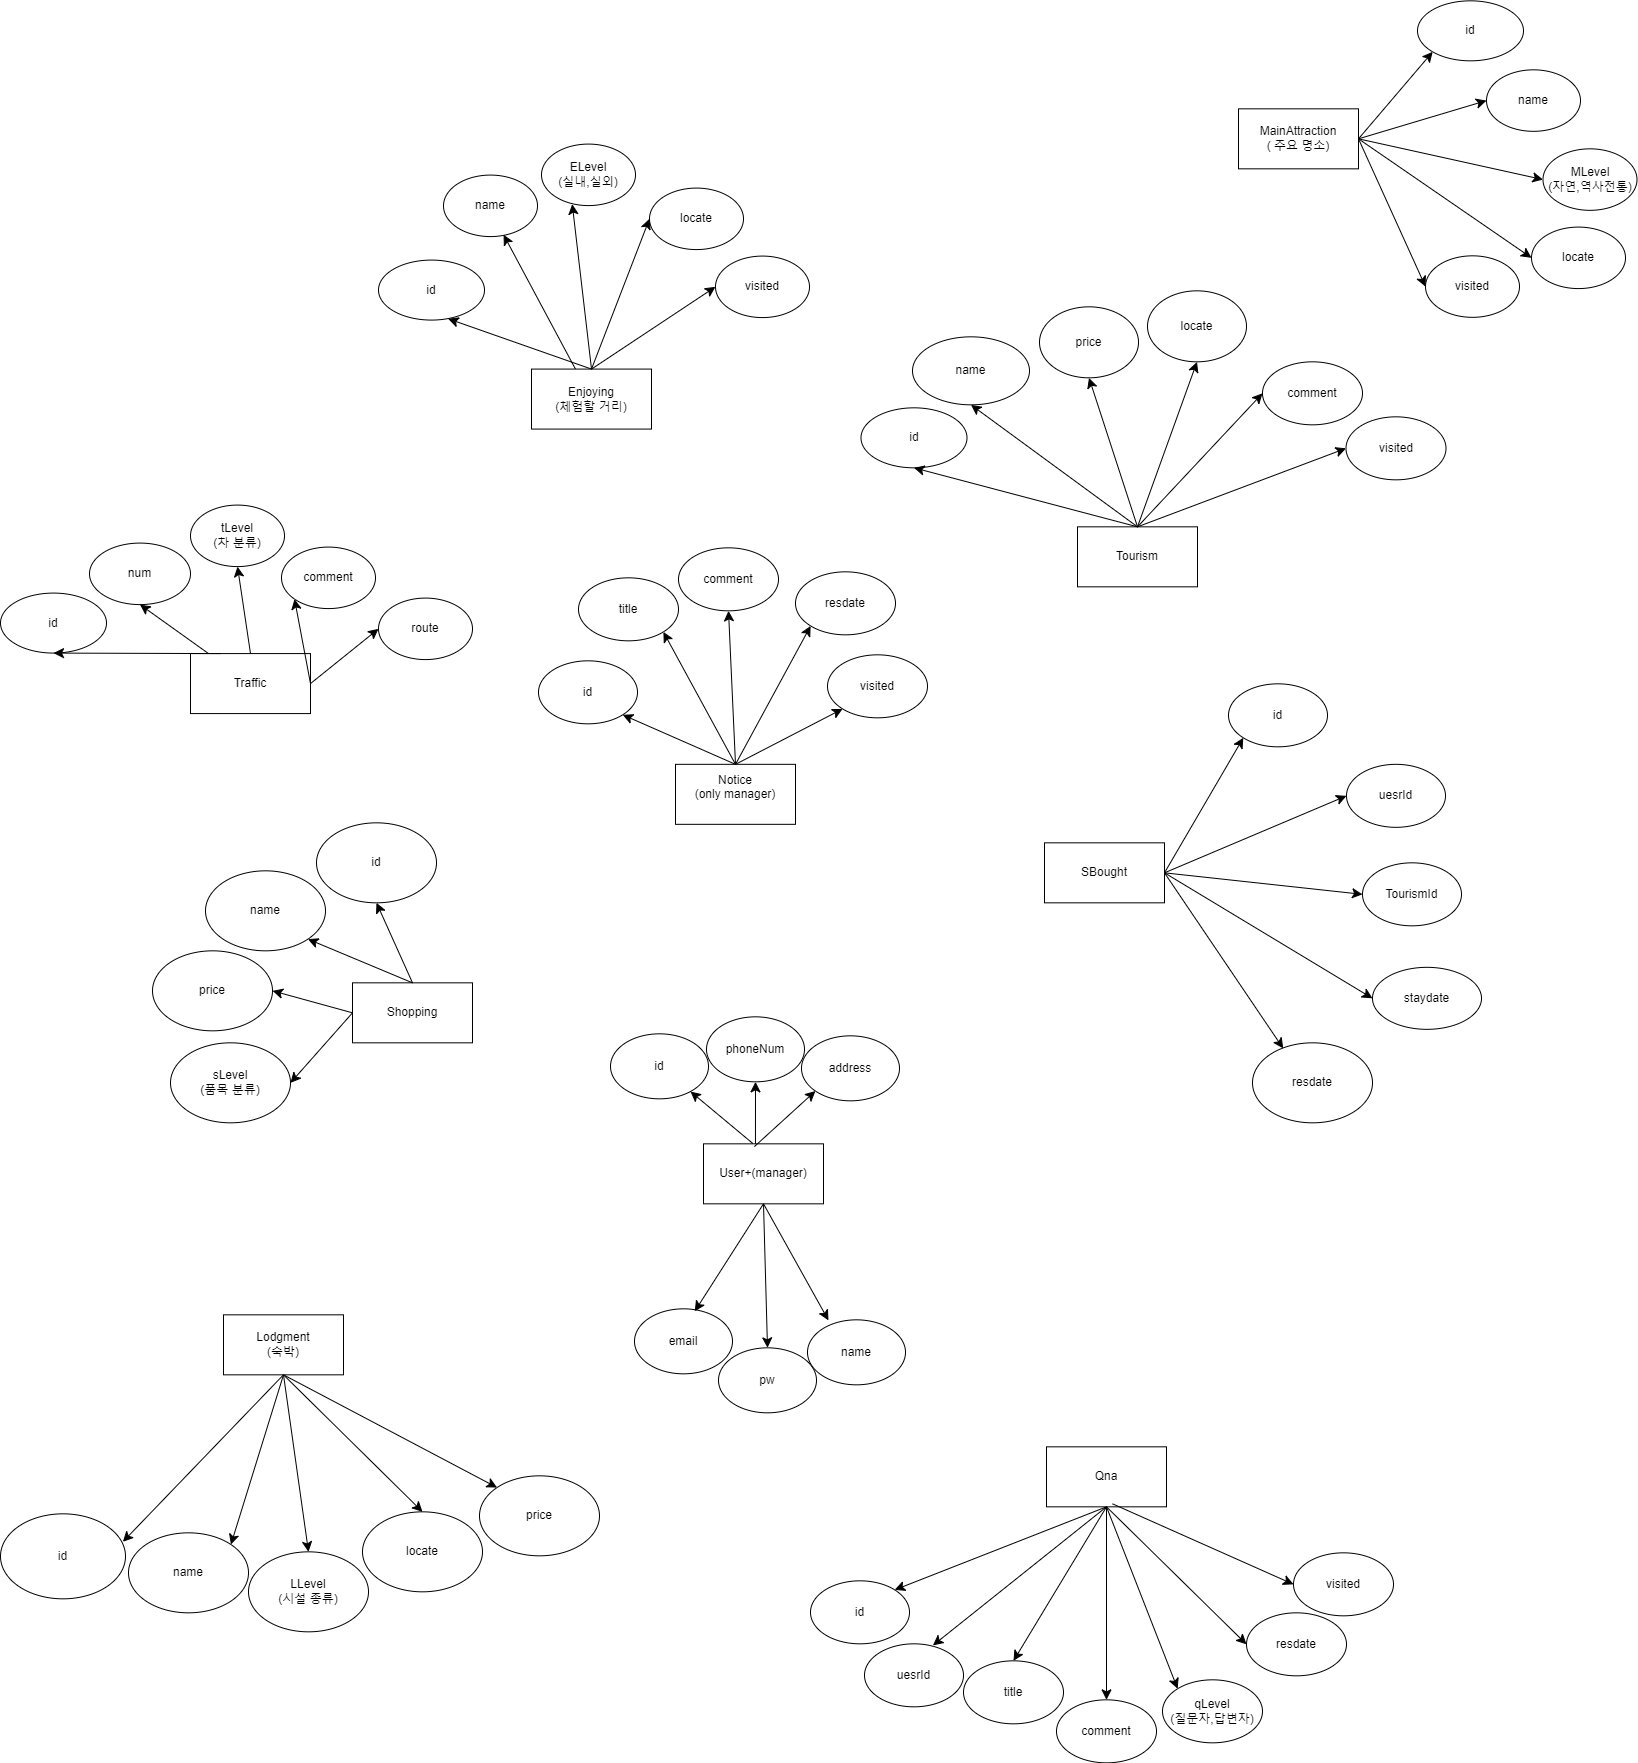 id
name
MainAttraction
( 주요 명소)
MLevel
(자연,역사전통)
locate
visited
ELevel
(실내,실외)
name
locate
id
visited
Enjoying
(체험할 거리)
locate
price
name
comment
id
visited
Tourism
tLevel
(차 분류)
num
comment
id
route
Traffic
comment
title
resdate
id
visited
Notice
(only manager)
id
uesrId
SBought
TourismId
staydate
resdate
id
name
price
Shopping
sLevel
(품목 분류)
id
phoneNum
address
User+(manager)
email
pw
name
Lodgment
(숙박)
id
name
LLevel
(시설 종류)
locate
price
Qna
id
uesrId
title
comment
qLevel
(질문자,답변자)
resdate
visited